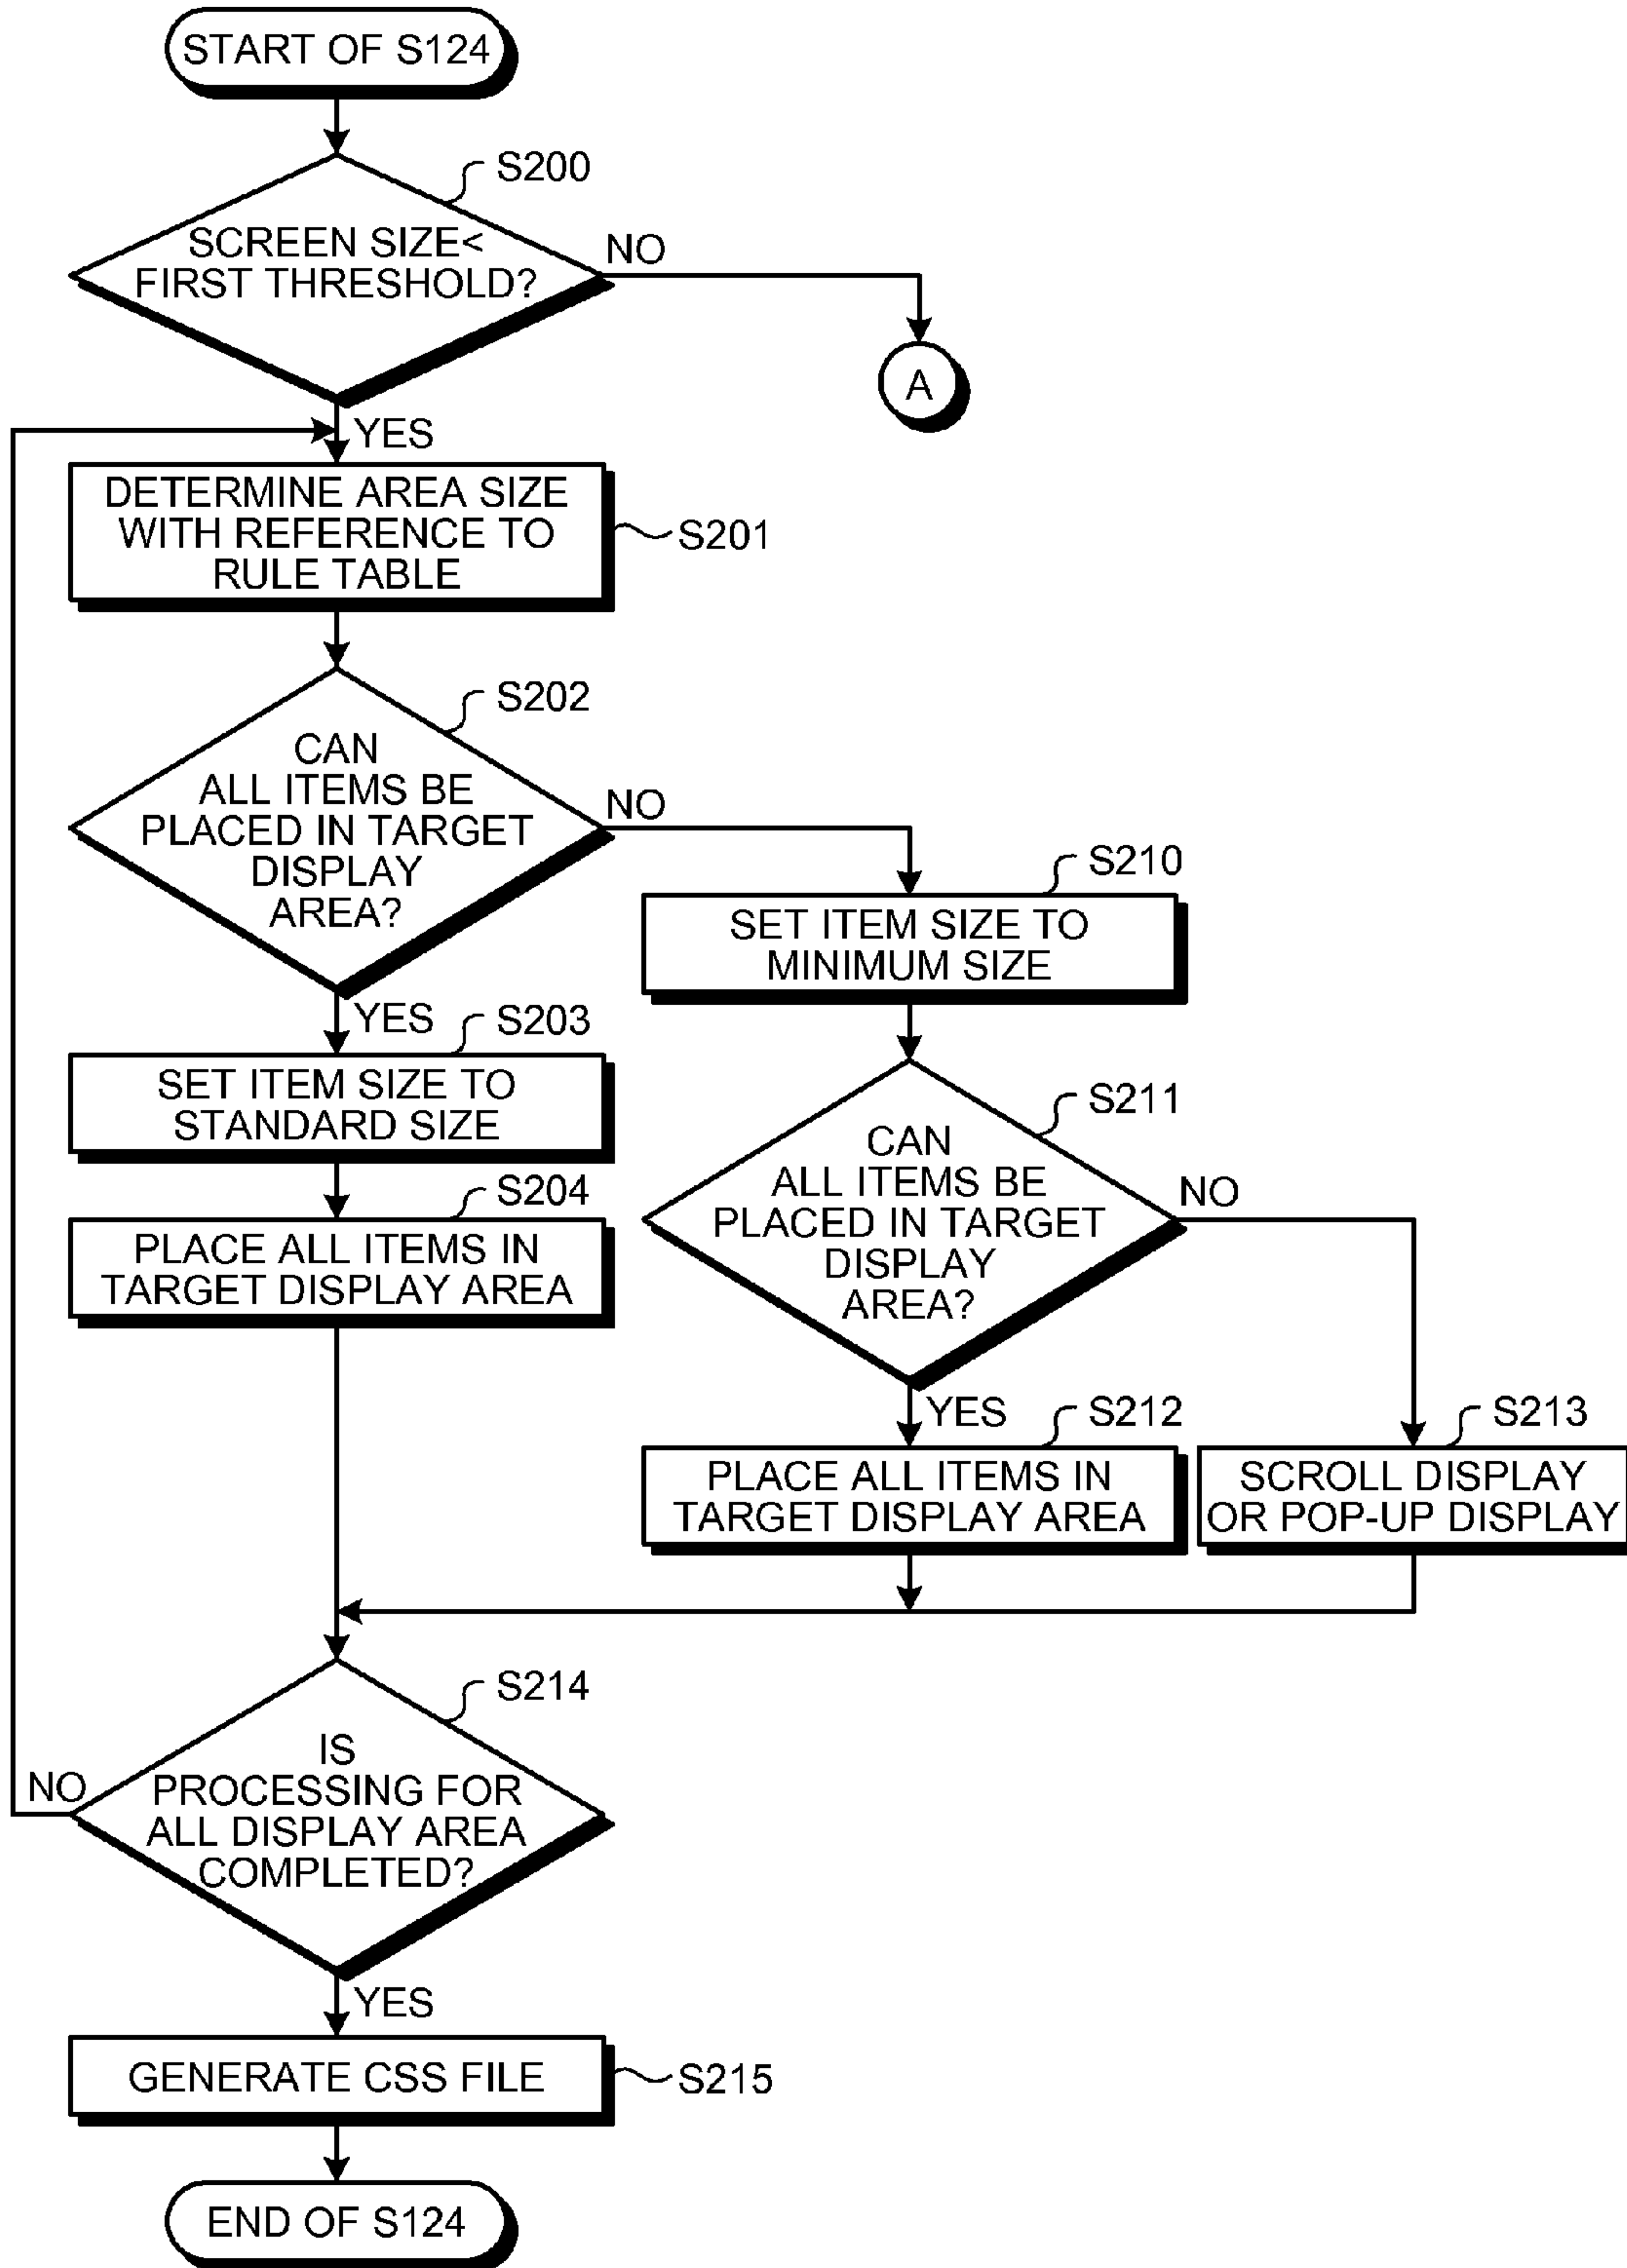 START OF S124
S200
SCREEN SIZE<
FIRST THRESHOLD?
NO
A
YES
DETERMINE AREA SIZE
WITH REFERENCE TO
RULE TABLE
S201
S202
CAN
ALL ITEMS BE
PLACED IN TARGET
DISPLAY
AREA?
NO
S210
SET ITEM SIZE TO
MINIMUM SIZE
YES
S203
SET ITEM SIZE TO
STANDARD SIZE
S211
CAN
ALL ITEMS BE
PLACED IN TARGET
DISPLAY
AREA?
NO
S204
PLACE ALL ITEMS IN
TARGET DISPLAY AREA
YES
S212
PLACE ALL ITEMS IN
TARGET DISPLAY AREA
S213
SCROLL DISPLAY
OR POP-UP DISPLAY
S214
IS
PROCESSING FOR
ALL DISPLAY AREA
COMPLETED?
NO
YES
GENERATE CSS FILE
S215
END OF S124